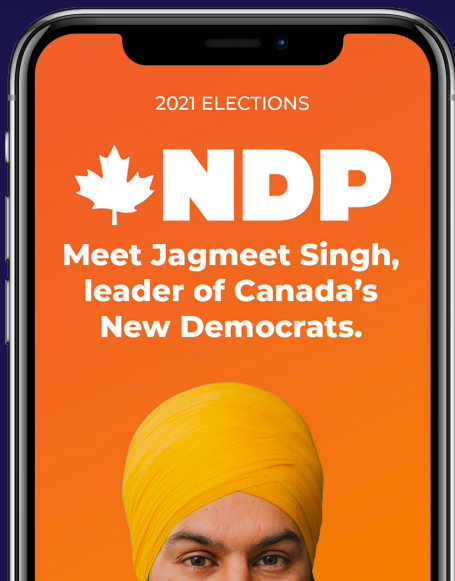 2021 ELECTIONS
NDP
Meet Jagmeet Singh,
leader of Canada’s
New Democrats.